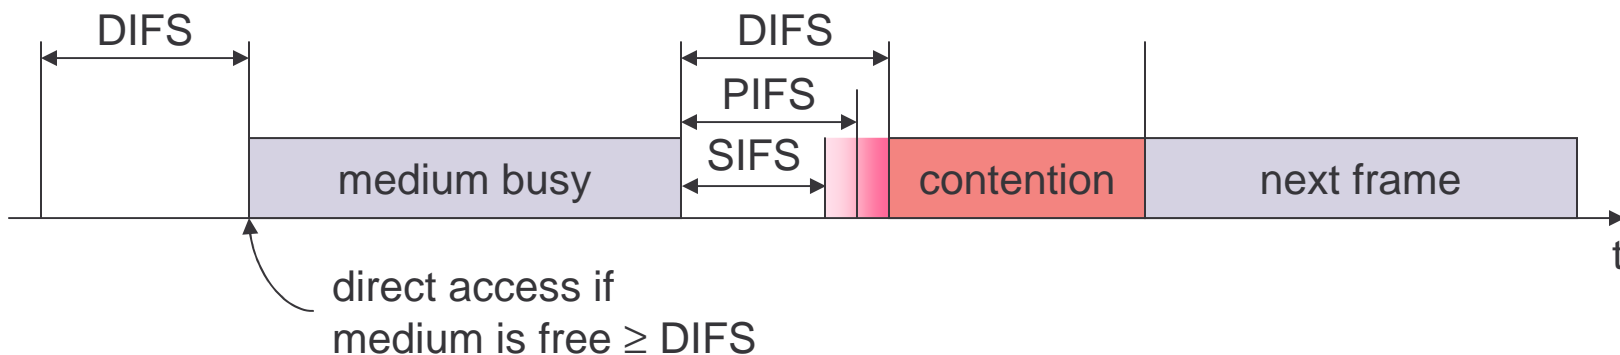 DIFS
DIFS
PIFS
SIFS
medium busy
contention
next frame
t
direct access if
medium is free ≥ DIFS